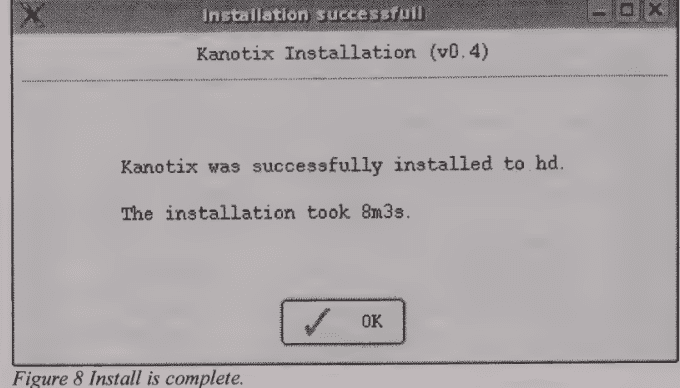 Installation successfull
Kanotix Installation (v0.4)
Kanotix was successfully installed to hd.
The installation took 8m3s.
OK
Figure 8 Install is complete.